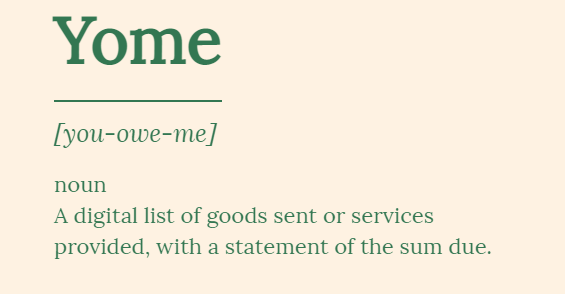 Yome
[you-owe-me]
noun
A digital list of goods sent or services
provided, with a statement of the sum due.